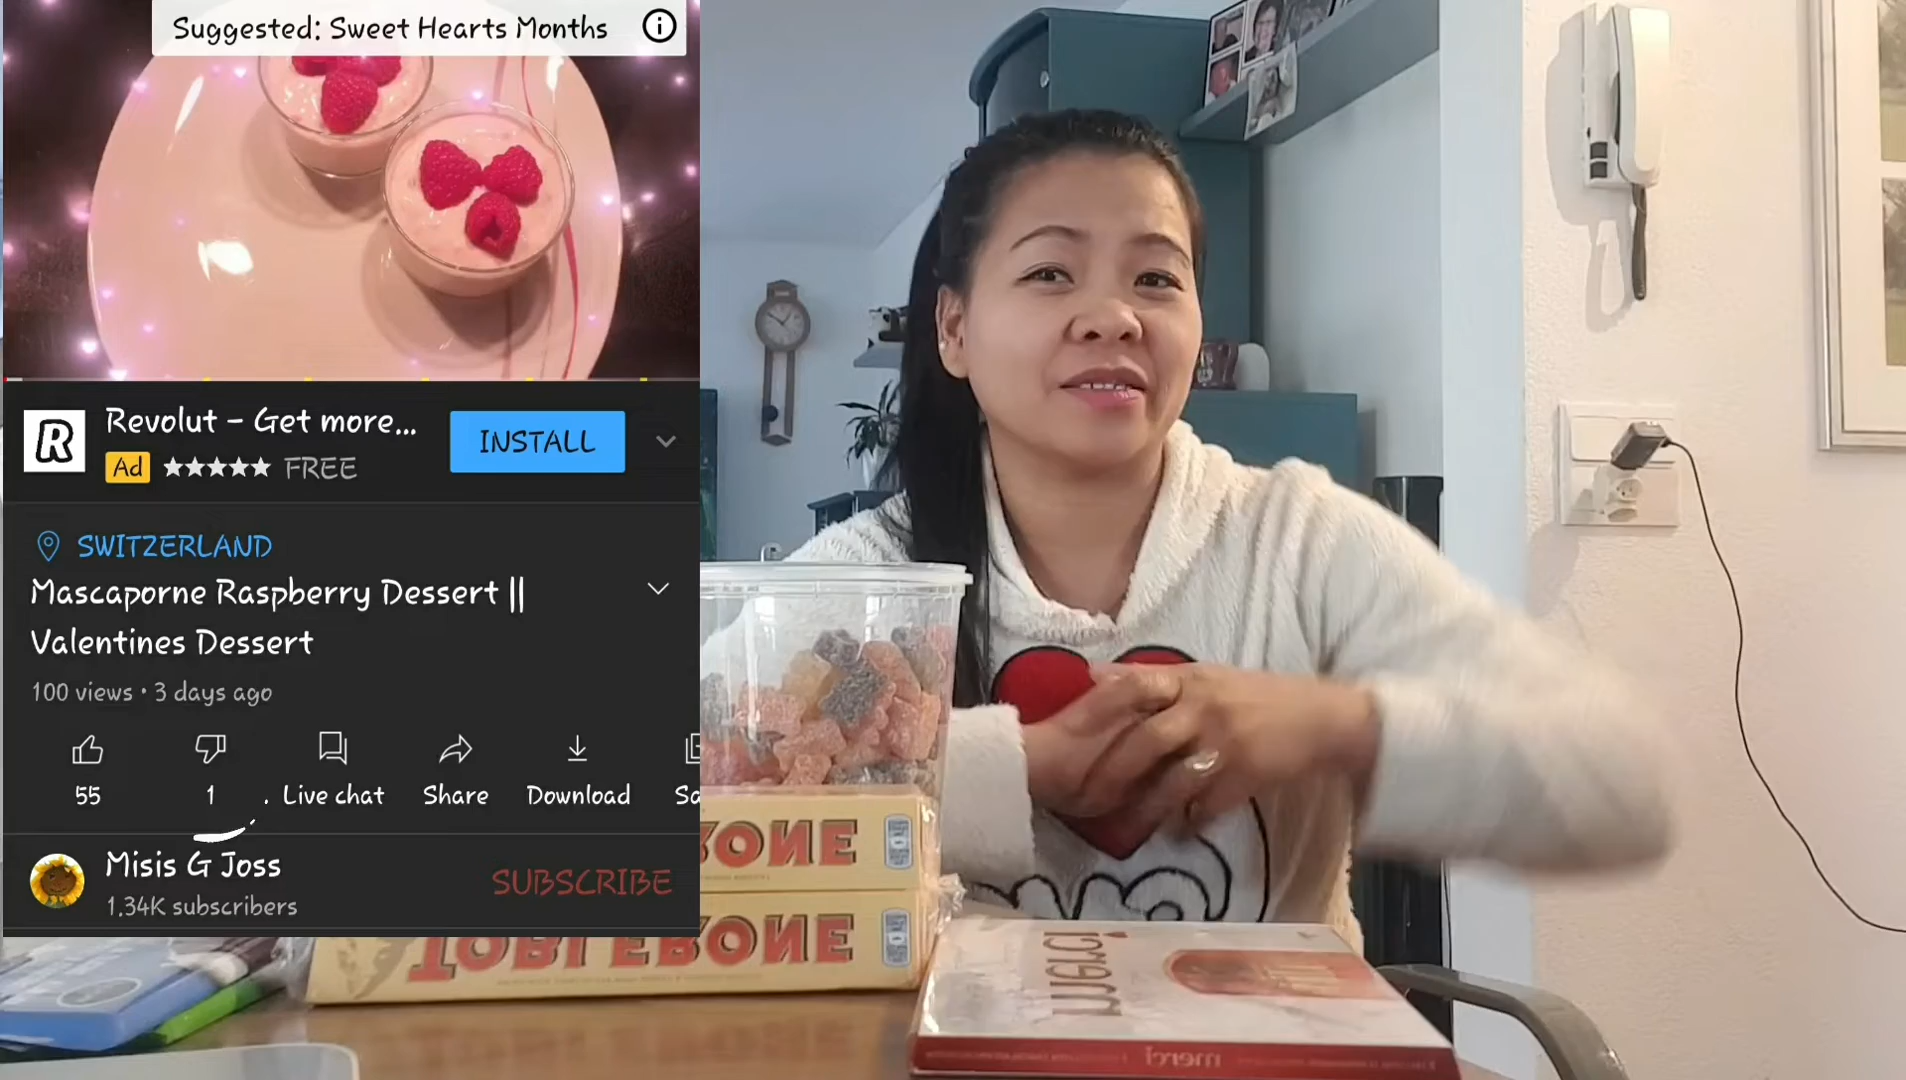 Suggested: Sweet Hearts Months
R
Revolut - Get more...
INSTALL
Ad
FREE
SWITZERLAND
Mascaporne Raspberry Dessert ||
Valentines Dessert
100 views • 3 days ago
55
1
Live chat
Share
Download
Misis G Joss
1.34K subscribers
SUBSCRIBE
TOBLERONE
merci
merci